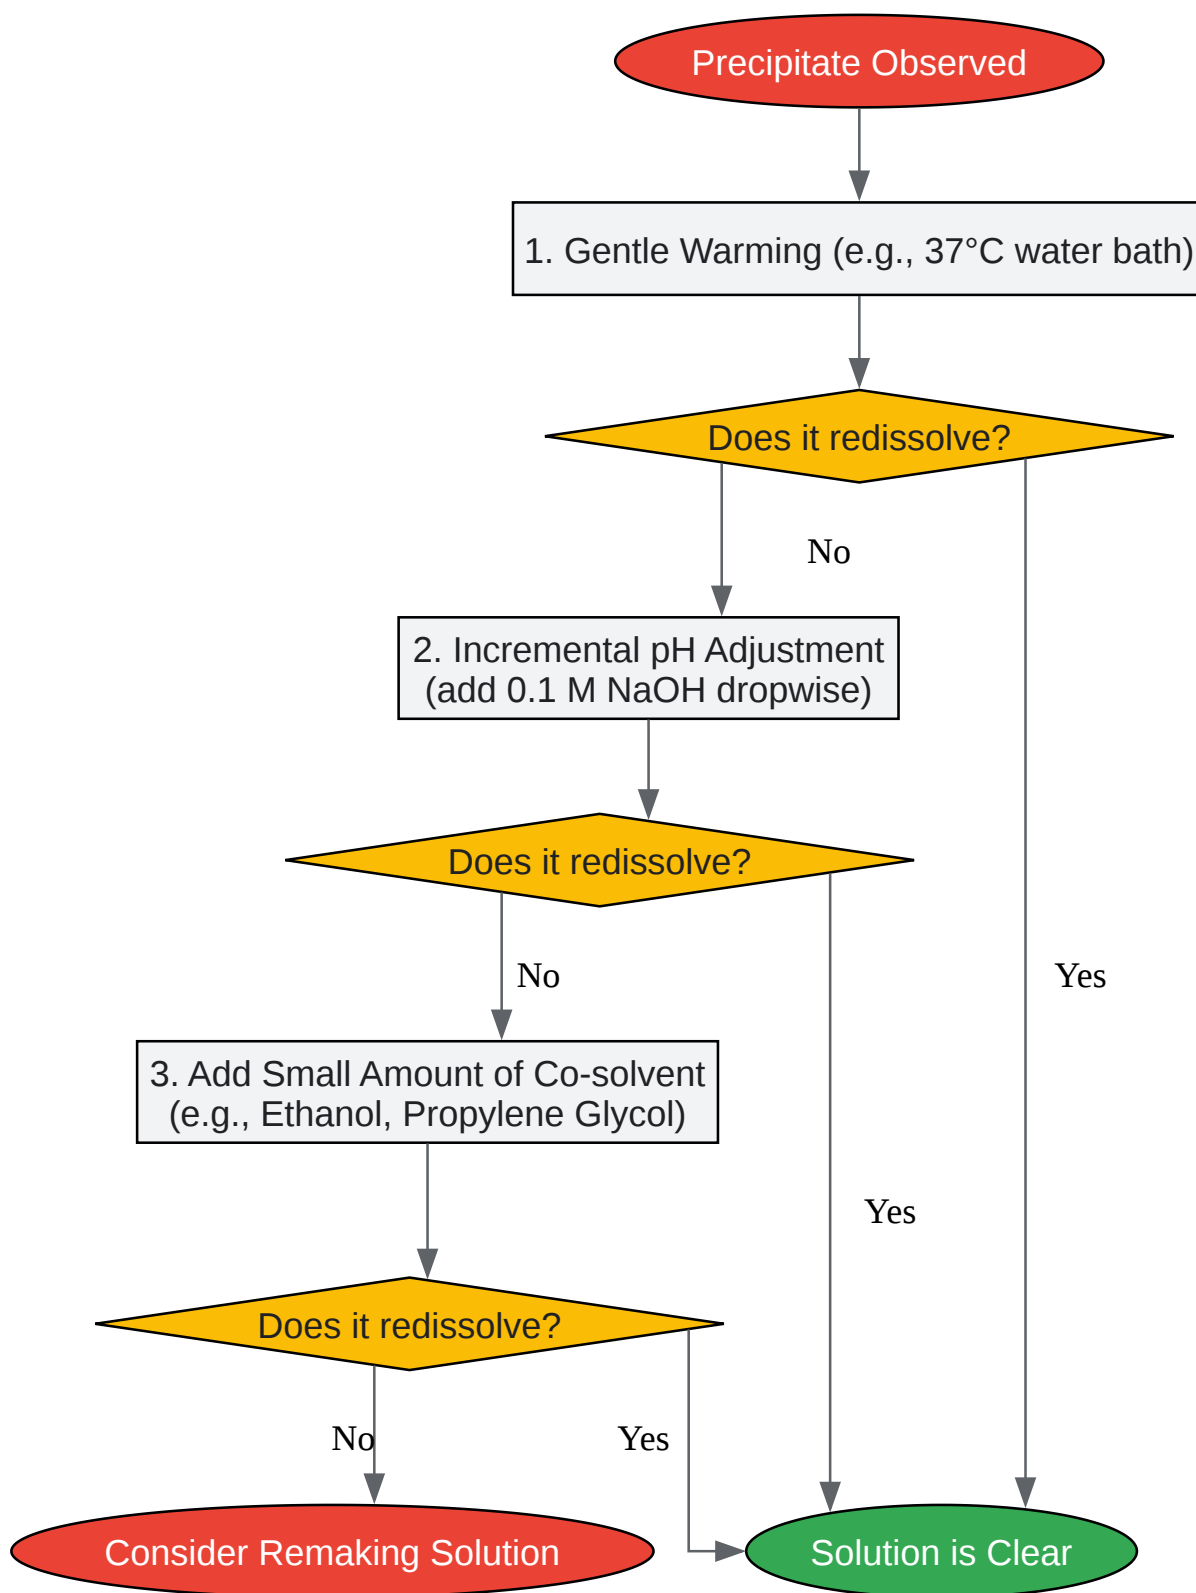 Precipitate Observed
1. Gentle Warming (e.g., 37°C water bath)
Does it redissolve?
No
2. Incremental pH Adjustment
(add 0.1 M NaOH dropwise)
Does it redissolve?
No
Yes
3. Add Small Amount of Co-solvent
(e.g., Ethanol, Propylene Glycol)
Yes
Does it redissolve?
No
Yes
Consider Remaking Solution
Solution is Clear